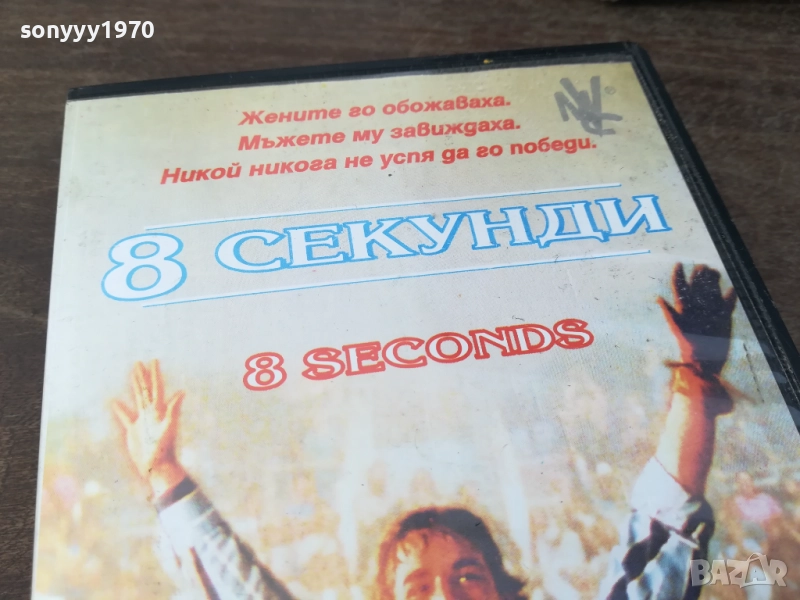 sonyyy1970
Жените го обожаваха.
Мъжете му завиждаха.
Никой никога не успя да го победи.
8 СЕКУНДИ
8 SECONDS
BAZAR